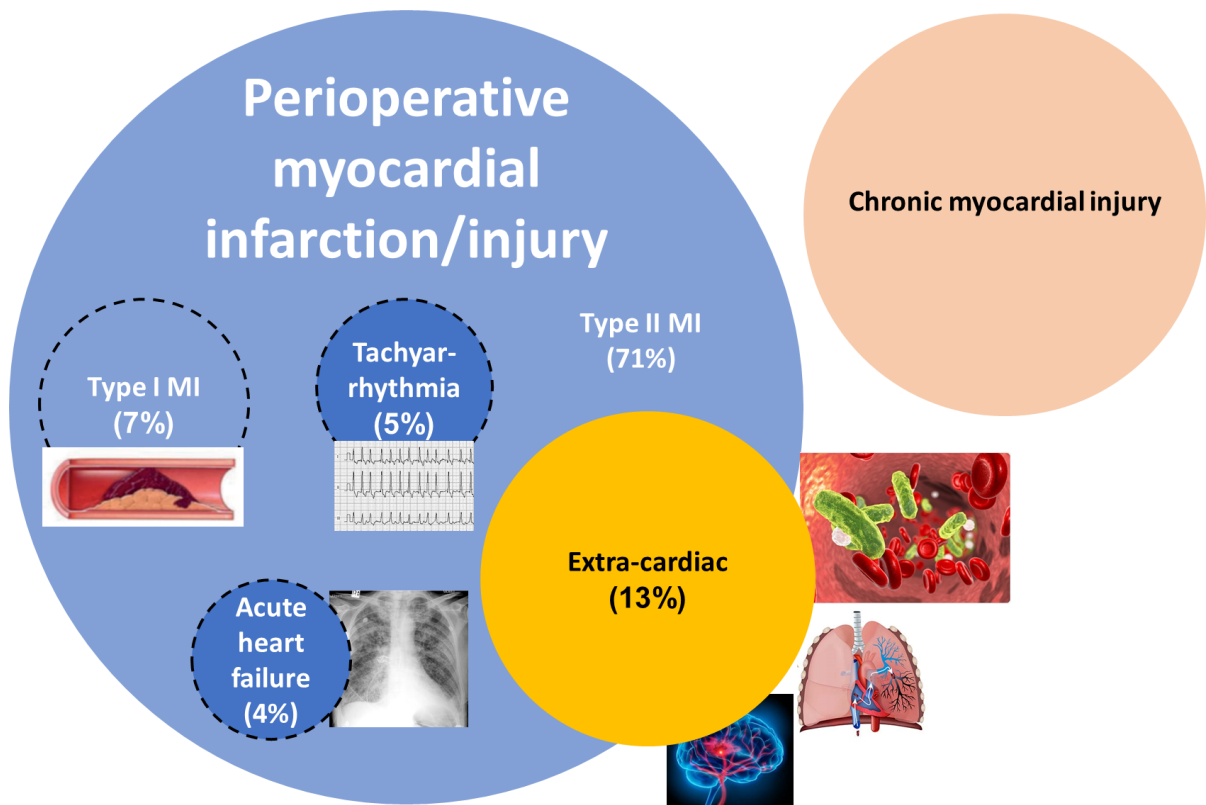 Perioperative
myocardial
infarction/injury
Chronic myocardial injury
Type I MI
(7%)
Tachyar-
rhythmia
(5%)
Type II MI
(71%)
Extra-cardiac
(13%)
Acute
heart
failure
(4%)